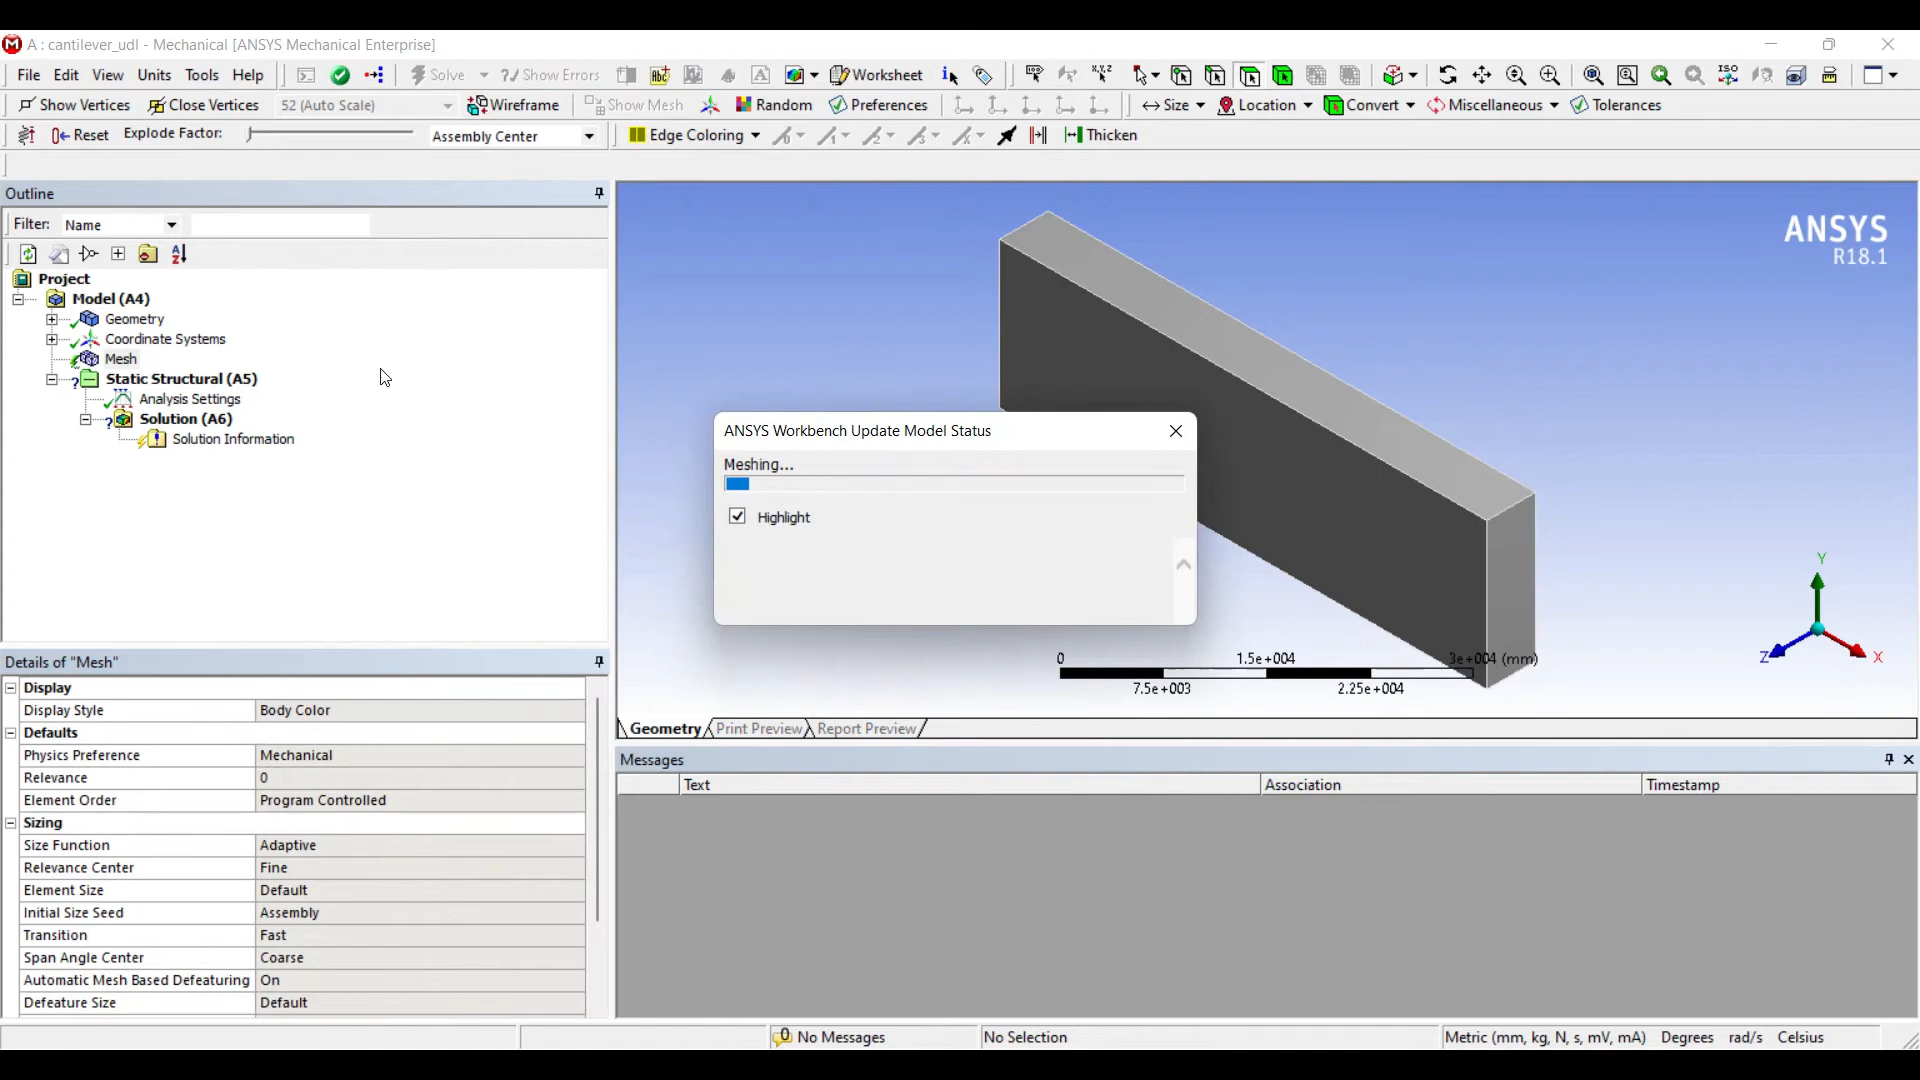 A : cantilever_udl - Mechanical [ANSYS Mechanical Enterprise]
File Edit View Units Tools Help Solve ?/ Show Errors Worksheet
Show Vertices Close Vertices 52 (Auto Scale) Wireframe Show Mesh Random Preferences Size Location Convert Miscellaneous Tolerances
Reset Explode Factor: Assembly Center Edge Coloring Thicken
Outline
Filter: Name
Project
Model (A4)
Geometry
Coordinate Systems
Mesh
Static Structural (A5)
Analysis Settings
Solution (A6)
Solution Information
ANSYS
R18.1
ANSYS Workbench Update Model Status
Meshing...
Highlight
Y
Z
X
0 1.5e+004 3e+004 (mm)
7.5e+003 2.25e+004
Geometry Print Preview Report Preview
Details of "Mesh"
Display
Display Style Body Color
Defaults
Physics Preference Mechanical
Relevance 0
Element Order Program Controlled
Sizing
Size Function Adaptive
Relevance Center Fine
Element Size Default
Initial Size Seed Assembly
Transition Fast
Span Angle Center Coarse
Automatic Mesh Based Defeaturing On
Defeature Size Default
Messages
Text Association Timestamp
No Messages No Selection Metric (mm, kg, N, s, mV, mA) Degrees rad/s Celsius